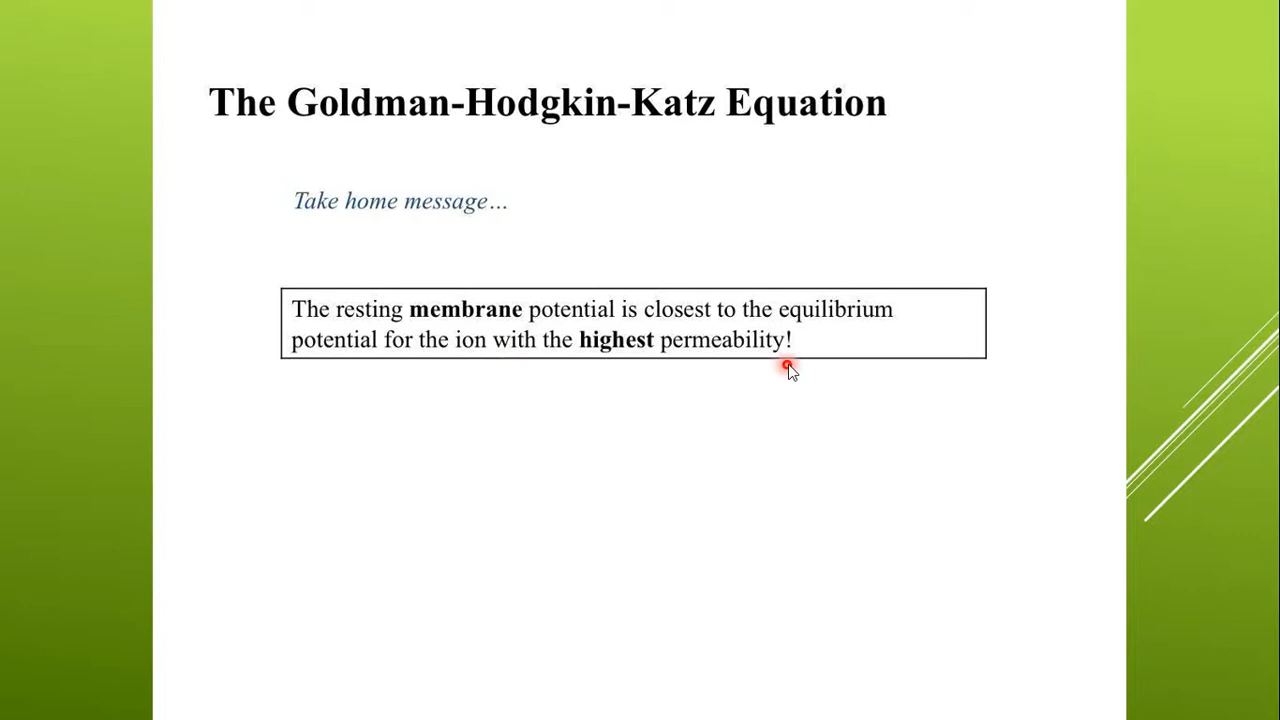 The Goldman-Hodgkin-Katz Equation
Take home message…
The resting membrane potential is closest to the equilibrium
potential for the ion with the highest permeability!